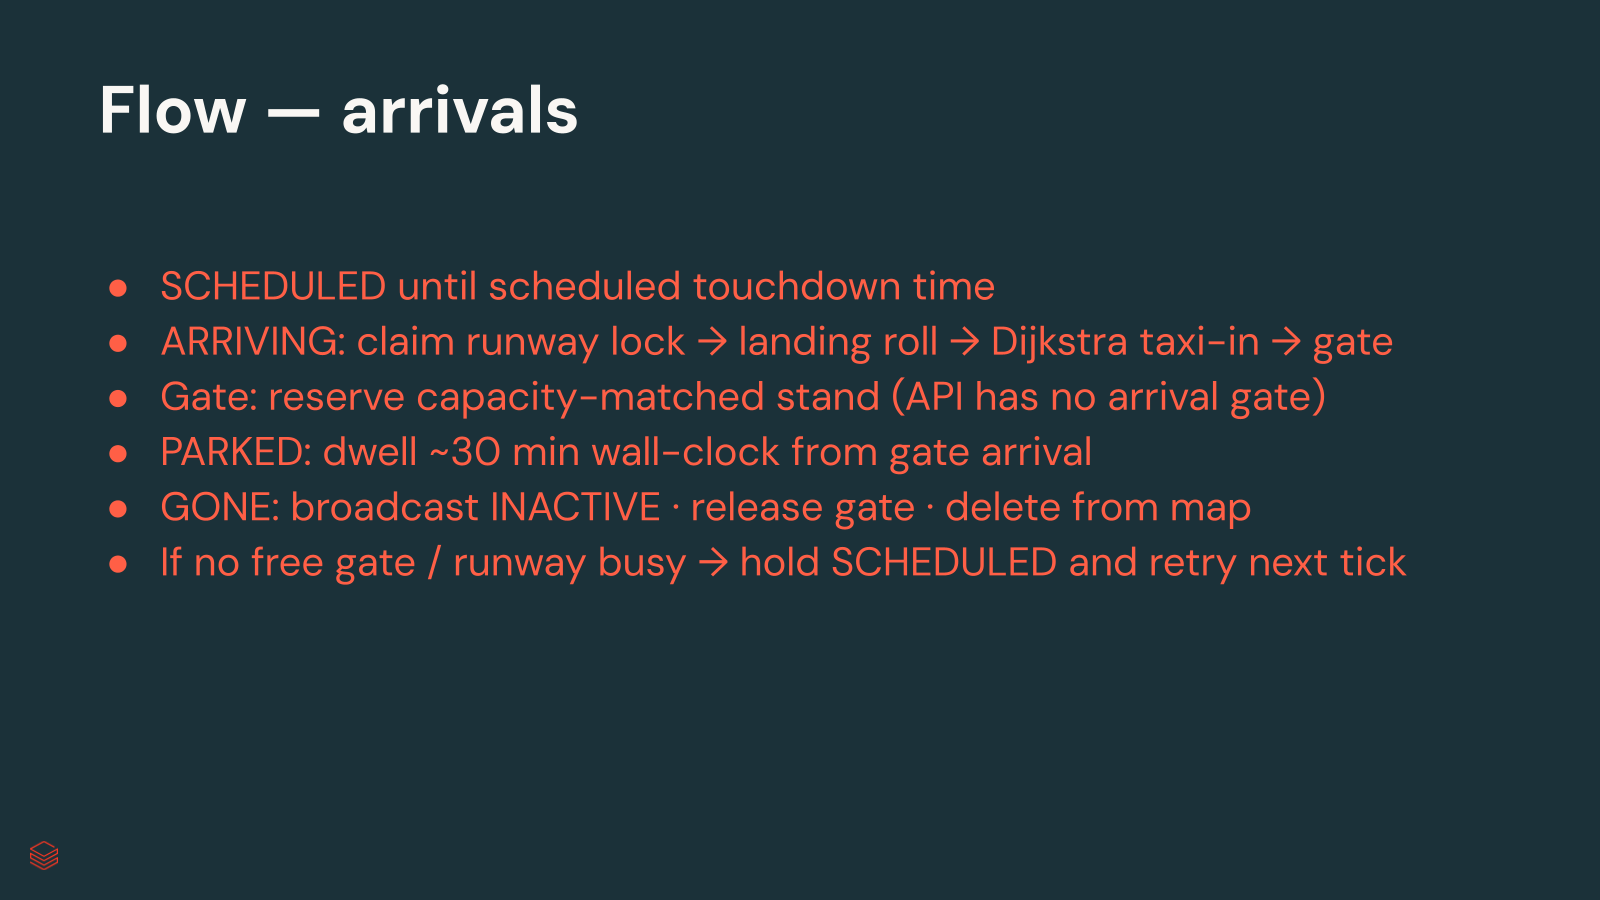 Flow — arrivals
● SCHEDULED until scheduled touchdown time
● ARRIVING: claim runway lock → landing roll → Dijkstra taxi-in → gate
● Gate: reserve capacity-matched stand (API has no arrival gate)
● PARKED: dwell ~30 min wall-clock from gate arrival
● GONE: broadcast INACTIVE · release gate · delete from map
● If no free gate / runway busy → hold SCHEDULED and retry next tick